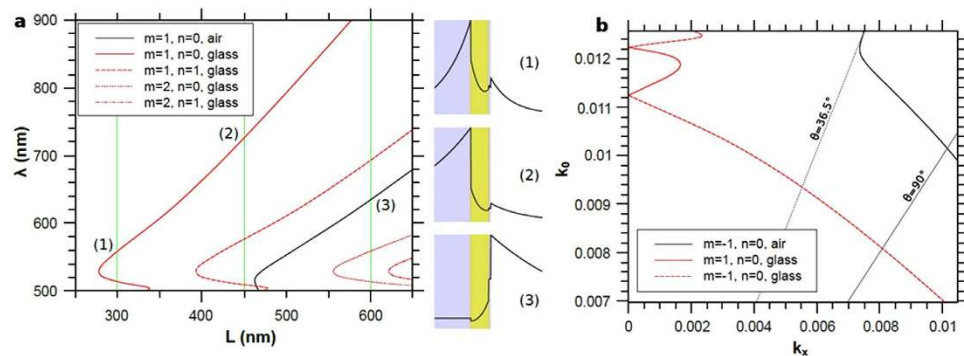 a
900
800
700
600
500
λ (nm)
300
400
500
600
L (nm)
m=1, n=0, air
m=1, n=0, glass
m=1, n=1, glass
m=2, n=0, glass
m=2, n=1, glass
(1)
(2)
(3)
(1)
(2)
(3)
b
0.012
0.011
0.01
0.009
0.008
0.007
k₀
0
0.002
0.004
0.006
0.008
0.01
kₓ
θ=36.5°
θ=90°
m=-1, n=0, air
m=1, n=0, glass
m=-1, n=0, glass